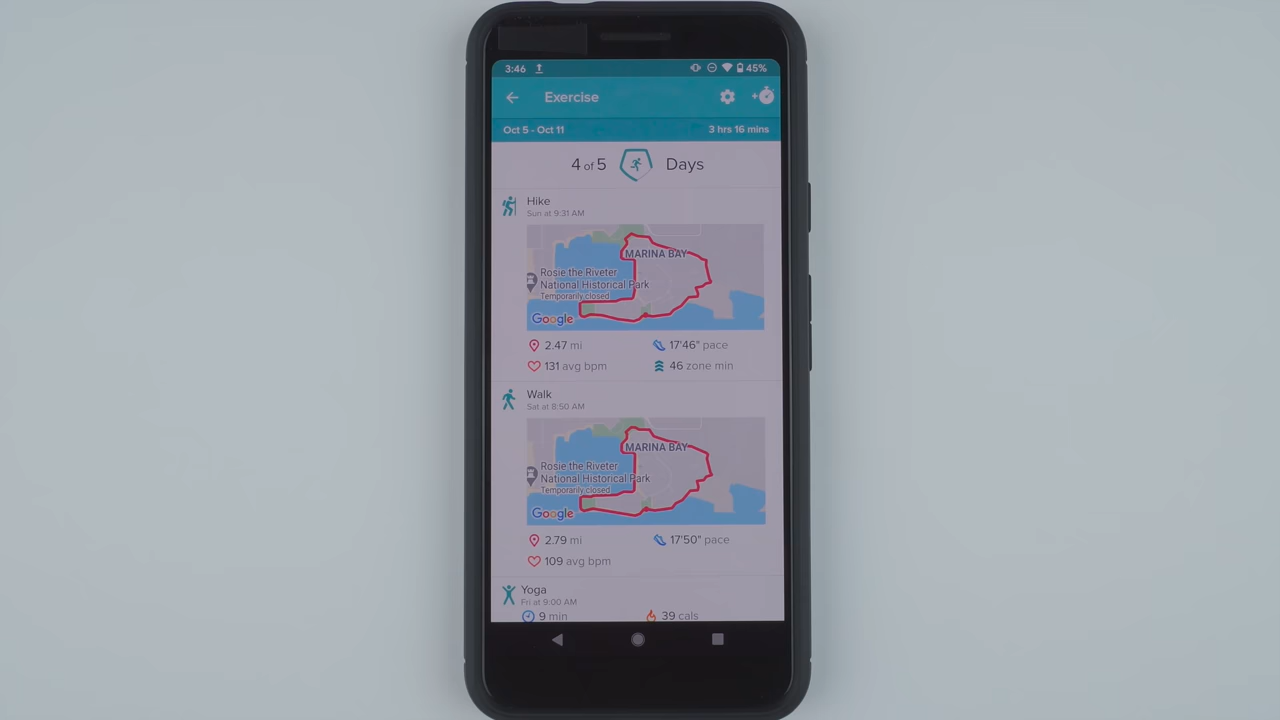 3:46 45%
Exercise +
Oct 5 - Oct 11 3 hrs 16 mins
4 of 5 Days
Hike
Sun at 9:31 AM
MARINA BAY
Rosie the Riveter
National Historical Park
Temporarily closed
Google
2.47 mi 17'46" pace
131 avg bpm 46 zone min
Walk
Sat at 8:50 AM
MARINA BAY
Rosie the Riveter
National Historical Park
Temporarily closed
Google
2.79 mi 17'50" pace
109 avg bpm
Yoga
Fri at 9:00 AM
9 min 39 cals